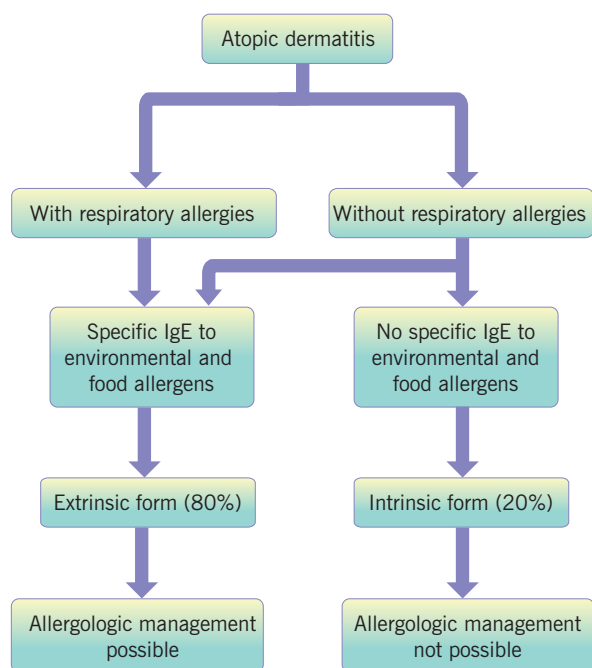 Atopic dermatitis
With respiratory allergies
Without respiratory allergies
Specific IgE to
environmental and
food allergens
No specific IgE to
environmental and
food allergens
Extrinsic form (80%)
Intrinsic form (20%)
Allergologic management
possible
Allergologic management
not possible